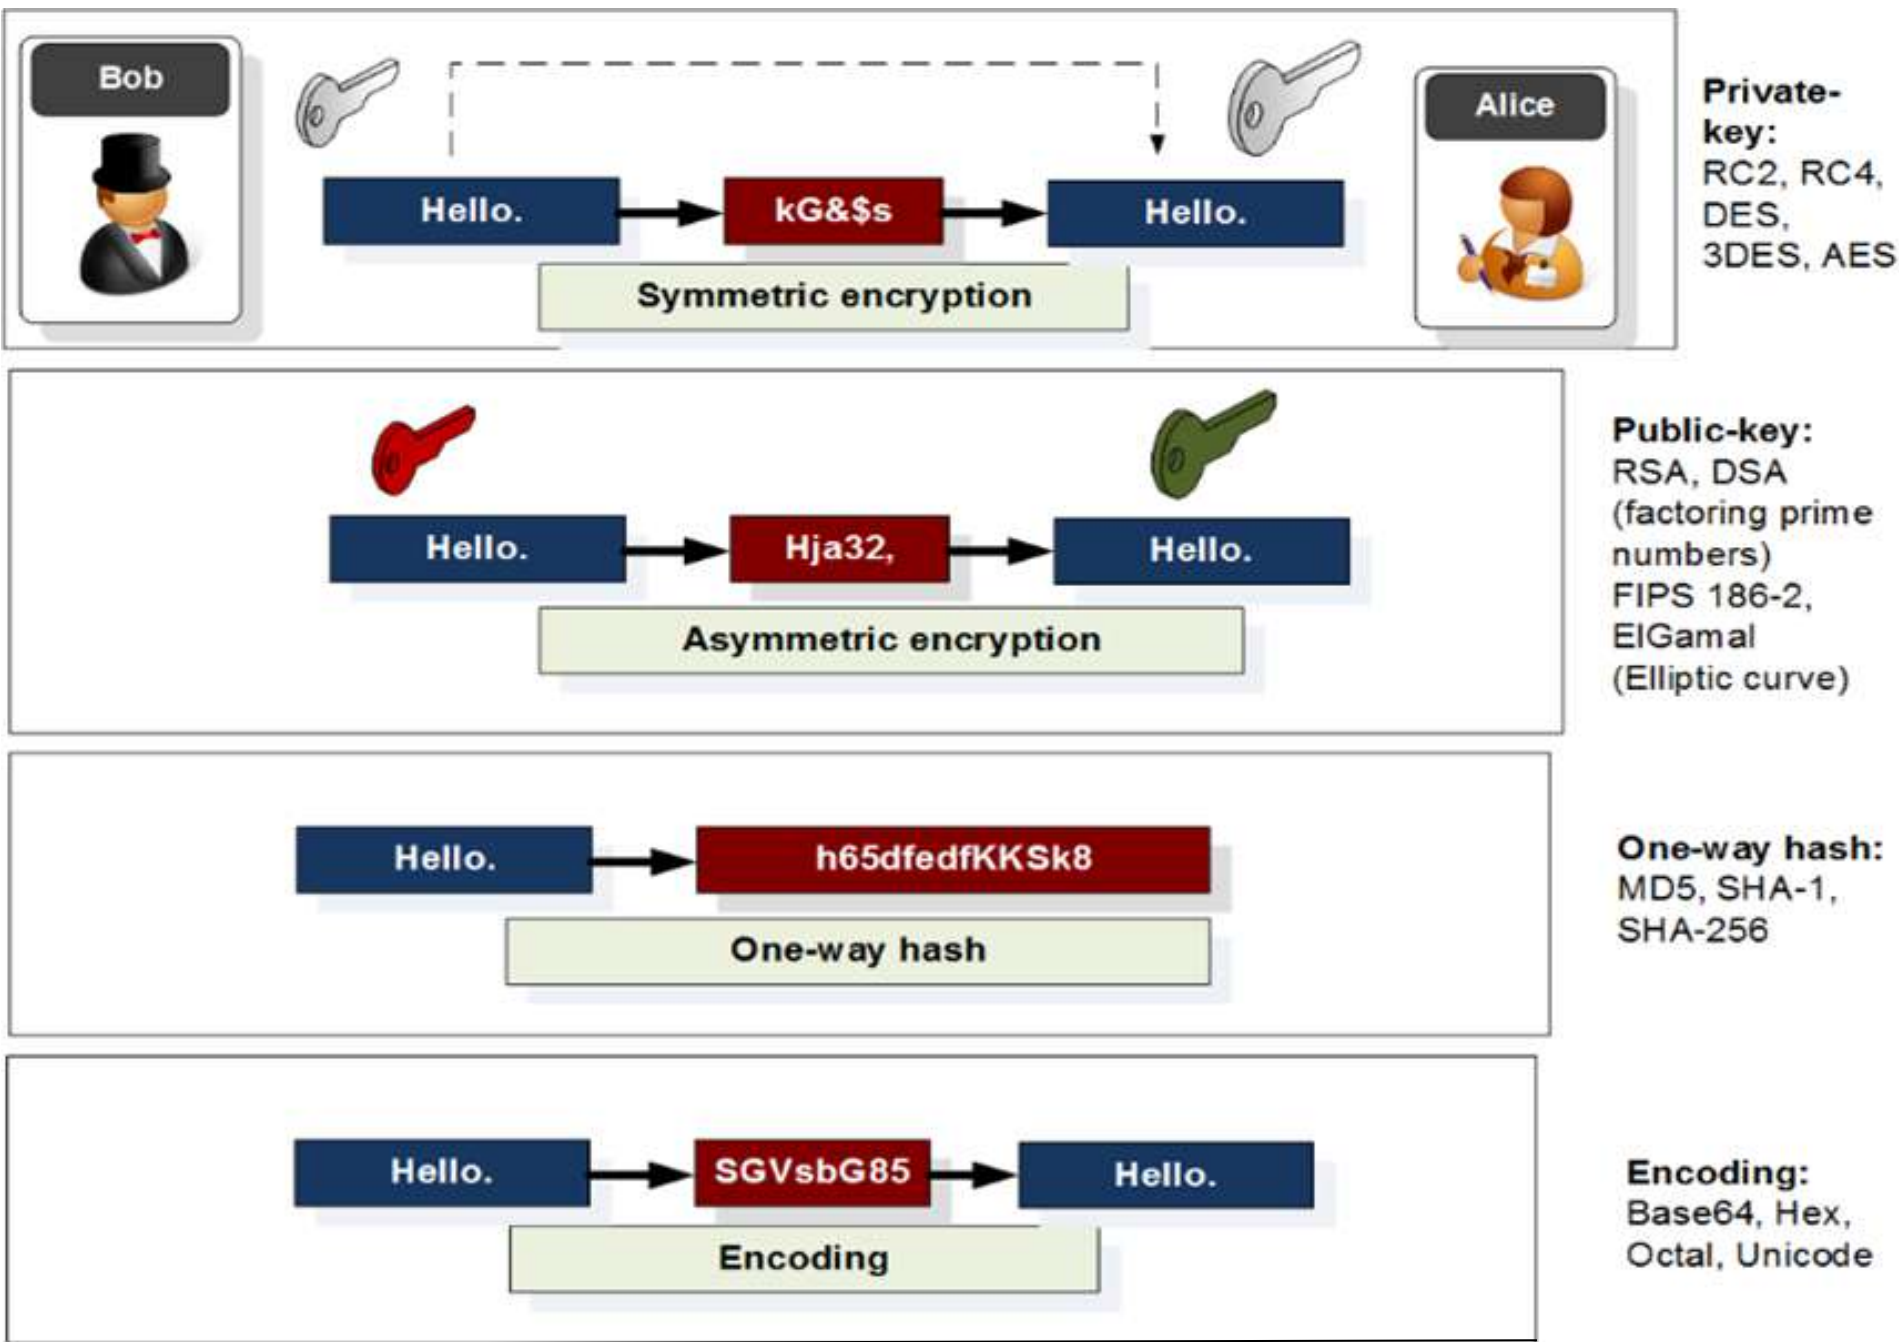 Bob
Alice
Hello.
kG&$s
Hello.
Symmetric encryption
Private-
key:
RC2, RC4,
DES,
3DES, AES
Hello.
Hja32,
Hello.
Asymmetric encryption
Public-key:
RSA, DSA
(factoring prime
numbers)
FIPS 186-2,
ElGamal
(Elliptic curve)
Hello.
h65dfedfKKSk8
One-way hash
One-way hash:
MD5, SHA-1,
SHA-256
Hello.
SGVsbG85
Hello.
Encoding
Encoding:
Base64, Hex,
Octal, Unicode